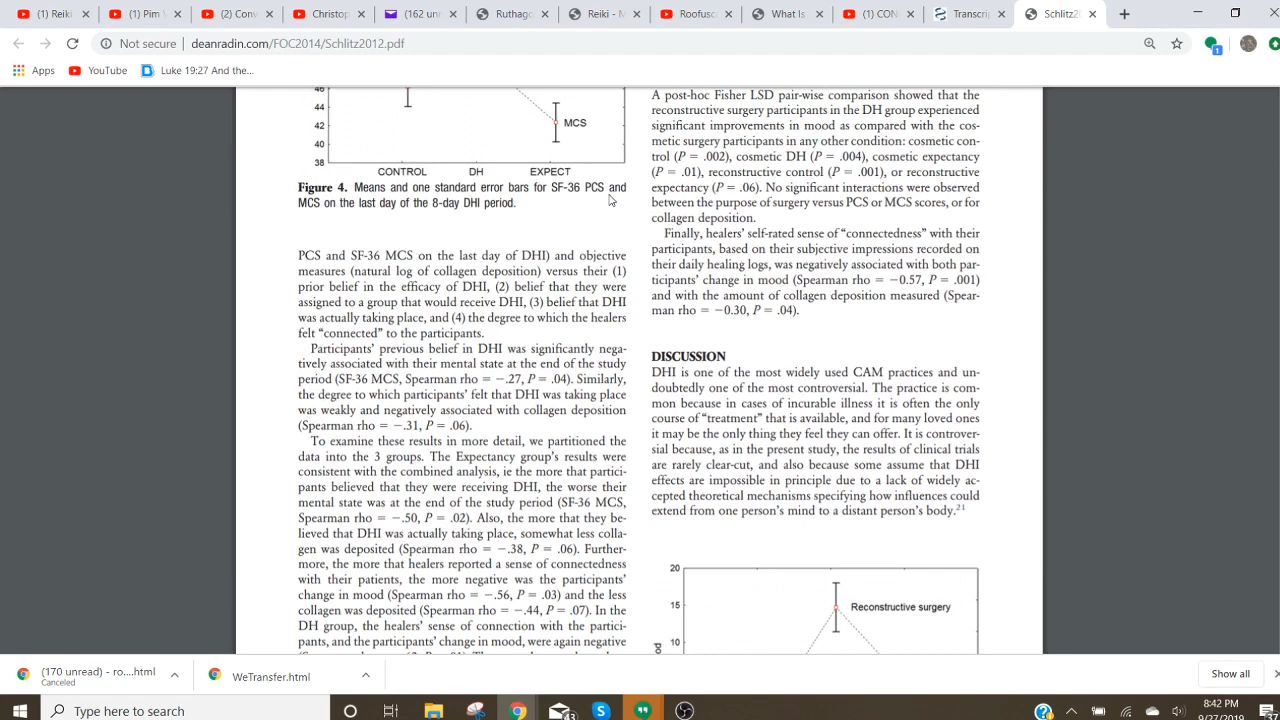 Reiki
Pim
(2) Conv
Christop
(162 un
Ruthago
Reiki -
Roofusc
What Is
(1) CON
Transcrip
Schlitz2
Not secure
deanradin.com/FOC2014/Schlitz2012.pdf
Apps
YouTube
Luke 19:27 And the...
46
44
42
40
38
MCS
CONTROL DH EXPECT
Figure 4. Means and one standard error bars for SF-36 PCS and
MCS on the last day of the 8-day DHI period.
PCS and SF-36 MCS on the last day of DHI) and objective
measures (natural log of collagen deposition) versus their (1)
prior belief in the efficacy of DHI, (2) belief that they were
assigned to a group that would receive DHI, (3) belief that DHI
was actually taking place, and (4) the degree to which the healers
felt “connected” to the participants.
Participants’ previous belief in DHI was significantly nega-
tively associated with their mental state at the end of the study
period (SF-36 MCS, Spearman rho = −.27, P = .04). Similarly,
the degree to which participants’ felt that DHI was taking place
was weakly and negatively associated with collagen deposition
(Spearman rho = −.31, P = .06).
To examine these results in more detail, we partitioned the
data into the 3 groups. The Expectancy group’s results were
consistent with the combined analysis, ie the more that partici-
pants believed that they were receiving DHI, the worse their
mental state was at the end of the study period (SF-36 MCS,
Spearman rho = −.50, P = .02). Also, the more that they be-
lieved that DHI was actually taking place, somewhat less colla-
gen was deposited (Spearman rho = −.38, P = .06). Further-
more, the more that healers reported a sense of connectedness
with their patients, the more negative was the participants’
change in mood (Spearman rho = −.56, P = .03) and the less
collagen was deposited (Spearman rho = −.44, P = .07). In the
DH group, the healers’ sense of connection with the partici-
pants, and the participants’ change in mood, were again negative
A post-hoc Fisher LSD pair-wise comparison showed that the
reconstructive surgery participants in the DH group experienced
significant improvements in mood as compared with the cos-
metic surgery participants in any other condition: cosmetic con-
trol (P = .002), cosmetic DH (P = .004), cosmetic expectancy
(P = .01), reconstructive control (P = .001), or reconstructive
expectancy (P = .06). No significant interactions were observed
between the purpose of surgery versus PCS or MCS scores, or for
collagen deposition.
Finally, healers’ self-rated sense of “connectedness” with their
participants, based on their subjective impressions recorded on
their daily healing logs, was negatively associated with both par-
ticipants’ change in mood (Spearman rho = −0.57, P = .001)
and with the amount of collagen deposition measured (Spear-
man rho = −0.30, P = .04).
DISCUSSION
DHI is one of the most widely used CAM practices and un-
doubtedly one of the most controversial. The practice is com-
mon because in cases of incurable illness it is often the only
course of “treatment” that is available, and for many loved ones
it may be the only thing they feel they can offer. It is controver-
sial because, as in the present study, the results of clinical trials
are rarely clear-cut, and also because some assume that DHI
effects are impossible in principle due to a lack of widely ac-
cepted theoretical mechanisms specifying how influences could
extend from one person’s mind to a distant person’s body.21
20
15
10
Reconstructive surgery
(170 unread) - ro....html
Canceled
WeTransfer.html
Show all
Type here to search
43
8:42 PM
9/27/2019